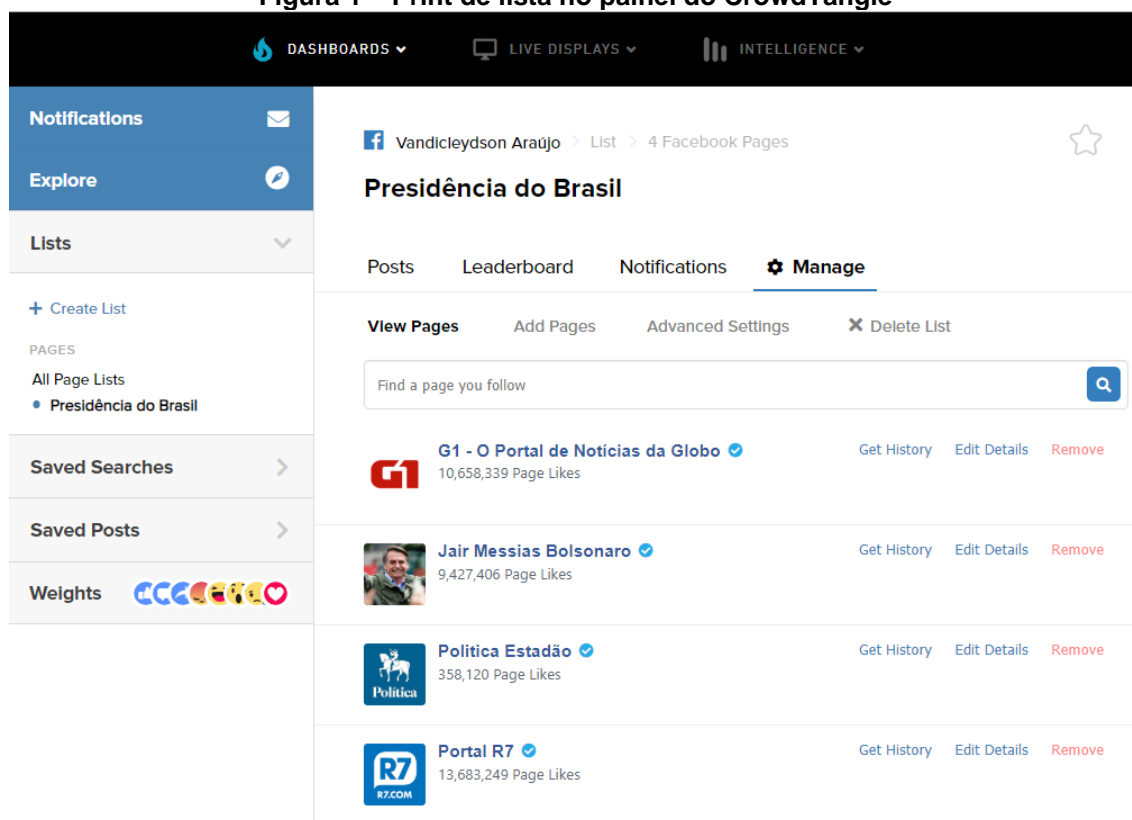 Figura 1 – Print de lista no painel do CrowdTangle
DASHBOARDS
LIVE DISPLAYS
INTELLIGENCE
Notifications
Explore
Lists
+ Create List
PAGES
All Page Lists
Presidência do Brasil
Saved Searches
Saved Posts
Weights
Vandicleydson Araújo > List > 4 Facebook Pages
Presidência do Brasil
Posts Leaderboard Notifications Manage
View Pages Add Pages Advanced Settings Delete List
Find a page you follow
G1
G1 - O Portal de Notícias da Globo
10,658,339 Page Likes
Get History Edit Details Remove
Jair Messias Bolsonaro
9,427,406 Page Likes
Get History Edit Details Remove
Política
Politica Estadão
358,120 Page Likes
Get History Edit Details Remove
R7
R7.COM
Portal R7
13,683,249 Page Likes
Get History Edit Details Remove